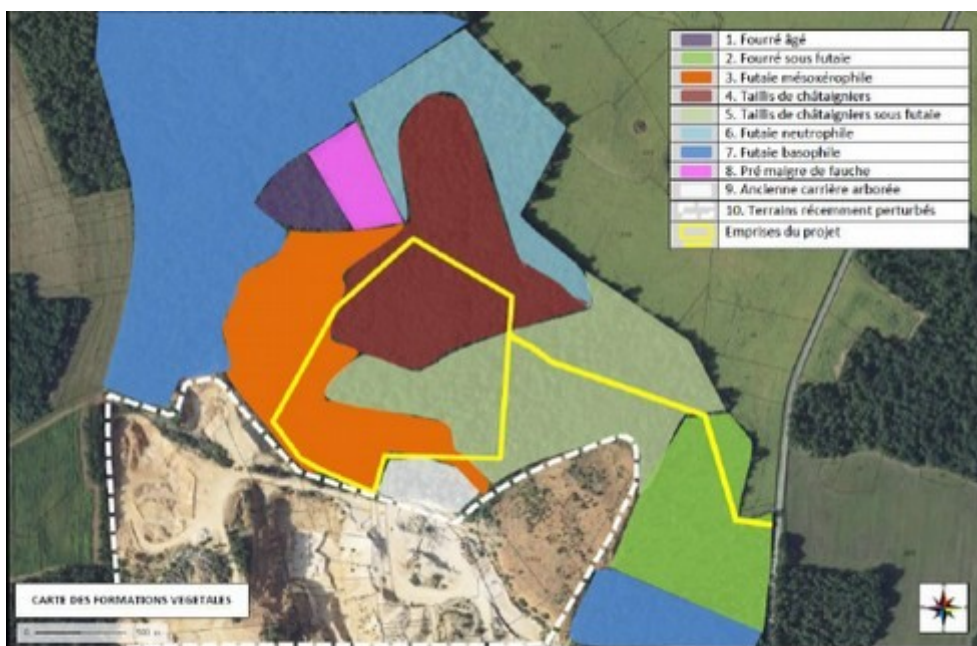 1. Fourré âgé
2. Fourré sous futaie
3. Futaie mésoxérophile
4. Taillis de châtaigniers
5. Taillis de châtaigniers sous futaie
6. Futaie neutrophile
7. Futaie basophile
8. Pré maigre de fauche
9. Ancienne carrière arborée
10. Terrains récemment perturbés
Emprises du projet
CARTE DES FORMATIONS VEGETALES